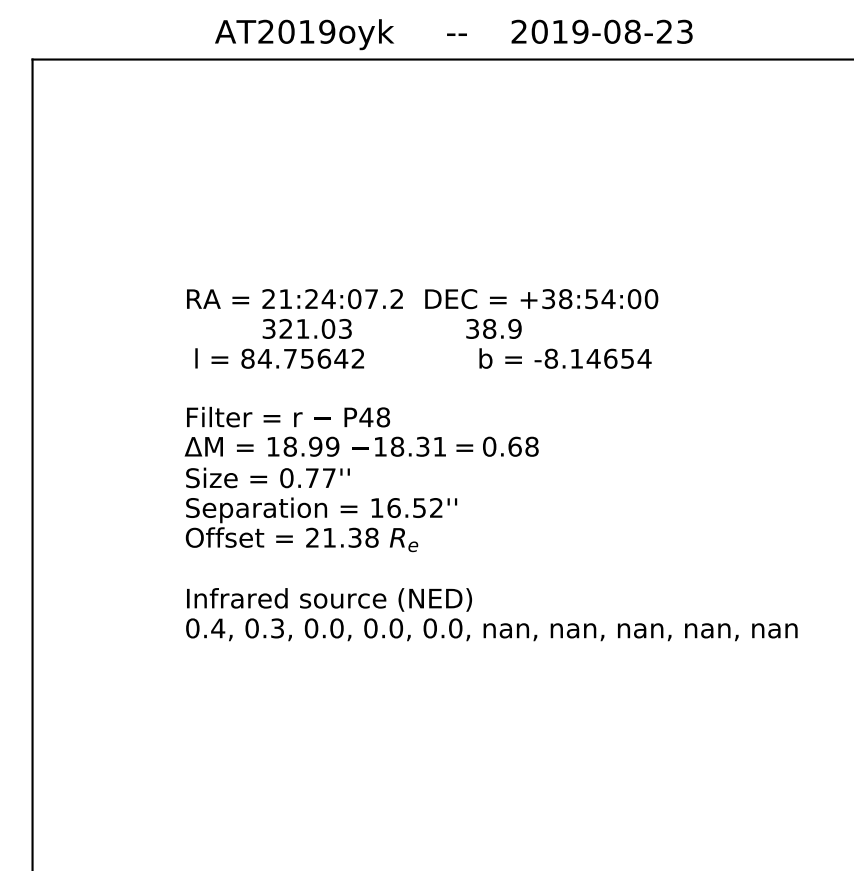 AT2019oyk -- 2019-08-23
RA = 21:24:07.2 DEC = +38:54:00
321.03 38.9
l = 84.75642 b = -8.14654
Filter = r − P48
ΔM = 18.99 −18.31 = 0.68
Size = 0.77''
Separation = 16.52''
Offset = 21.38 Rₑ
Infrared source (NED)
0.4, 0.3, 0.0, 0.0, 0.0, nan, nan, nan, nan, nan